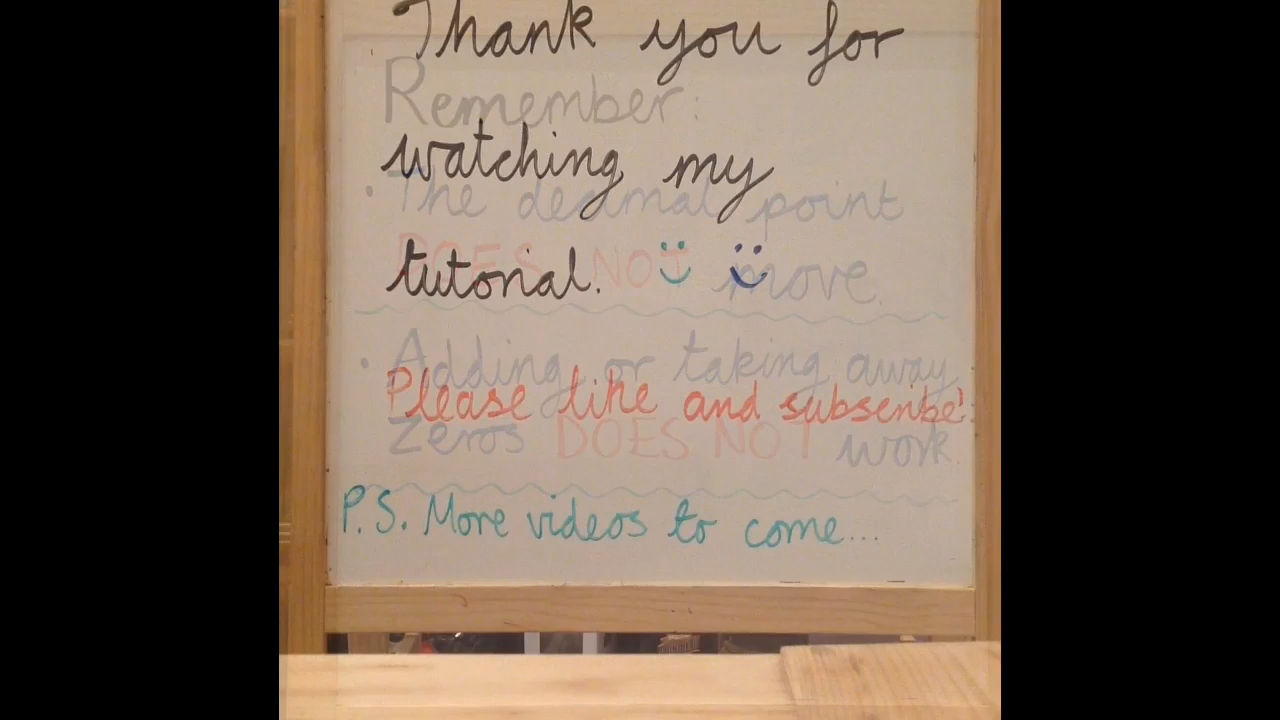 Thank you for
Remember:
watching my
• The decimal point
DOES NOT move
tutorial.
• Adding or taking away
Please like and subscribe!
zeros DOES NOT work
P.S. More videos to come...